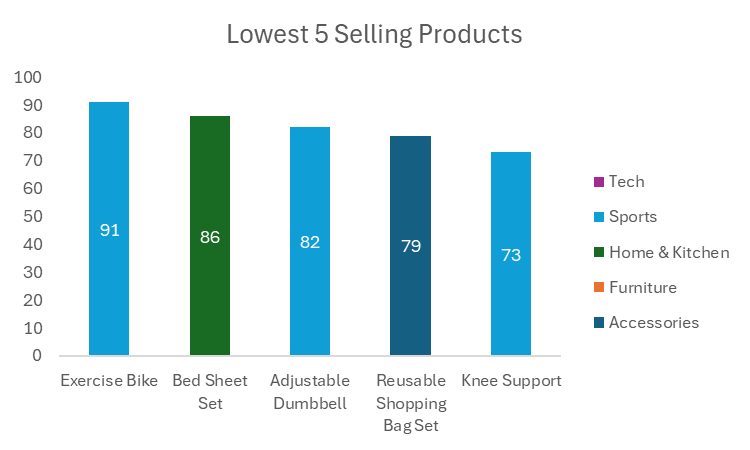 Lowest 5 Selling Products
100
90
80
70
60
50
40
30
20
10
0
91
86
82
79
73
Exercise Bike
Bed Sheet
Set
Adjustable
Dumbbell
Reusable
Shopping
Bag Set
Knee Support
Tech
Sports
Home & Kitchen
Furniture
Accessories